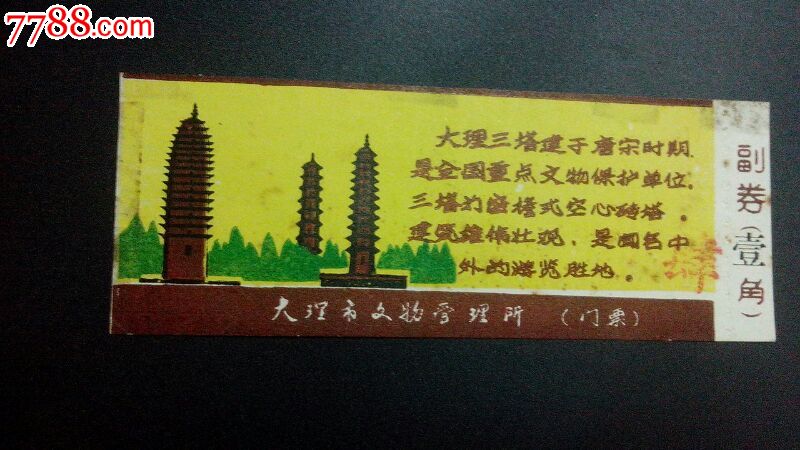 7788.com
大理三塔建于唐宋时期.
是全国重点文物保护单位.
三塔为密檐式空心砖塔.
建筑雄伟壮观、是闻名中
外的游览胜地。
大理市文物管理所 (门票)
副券(壹角)